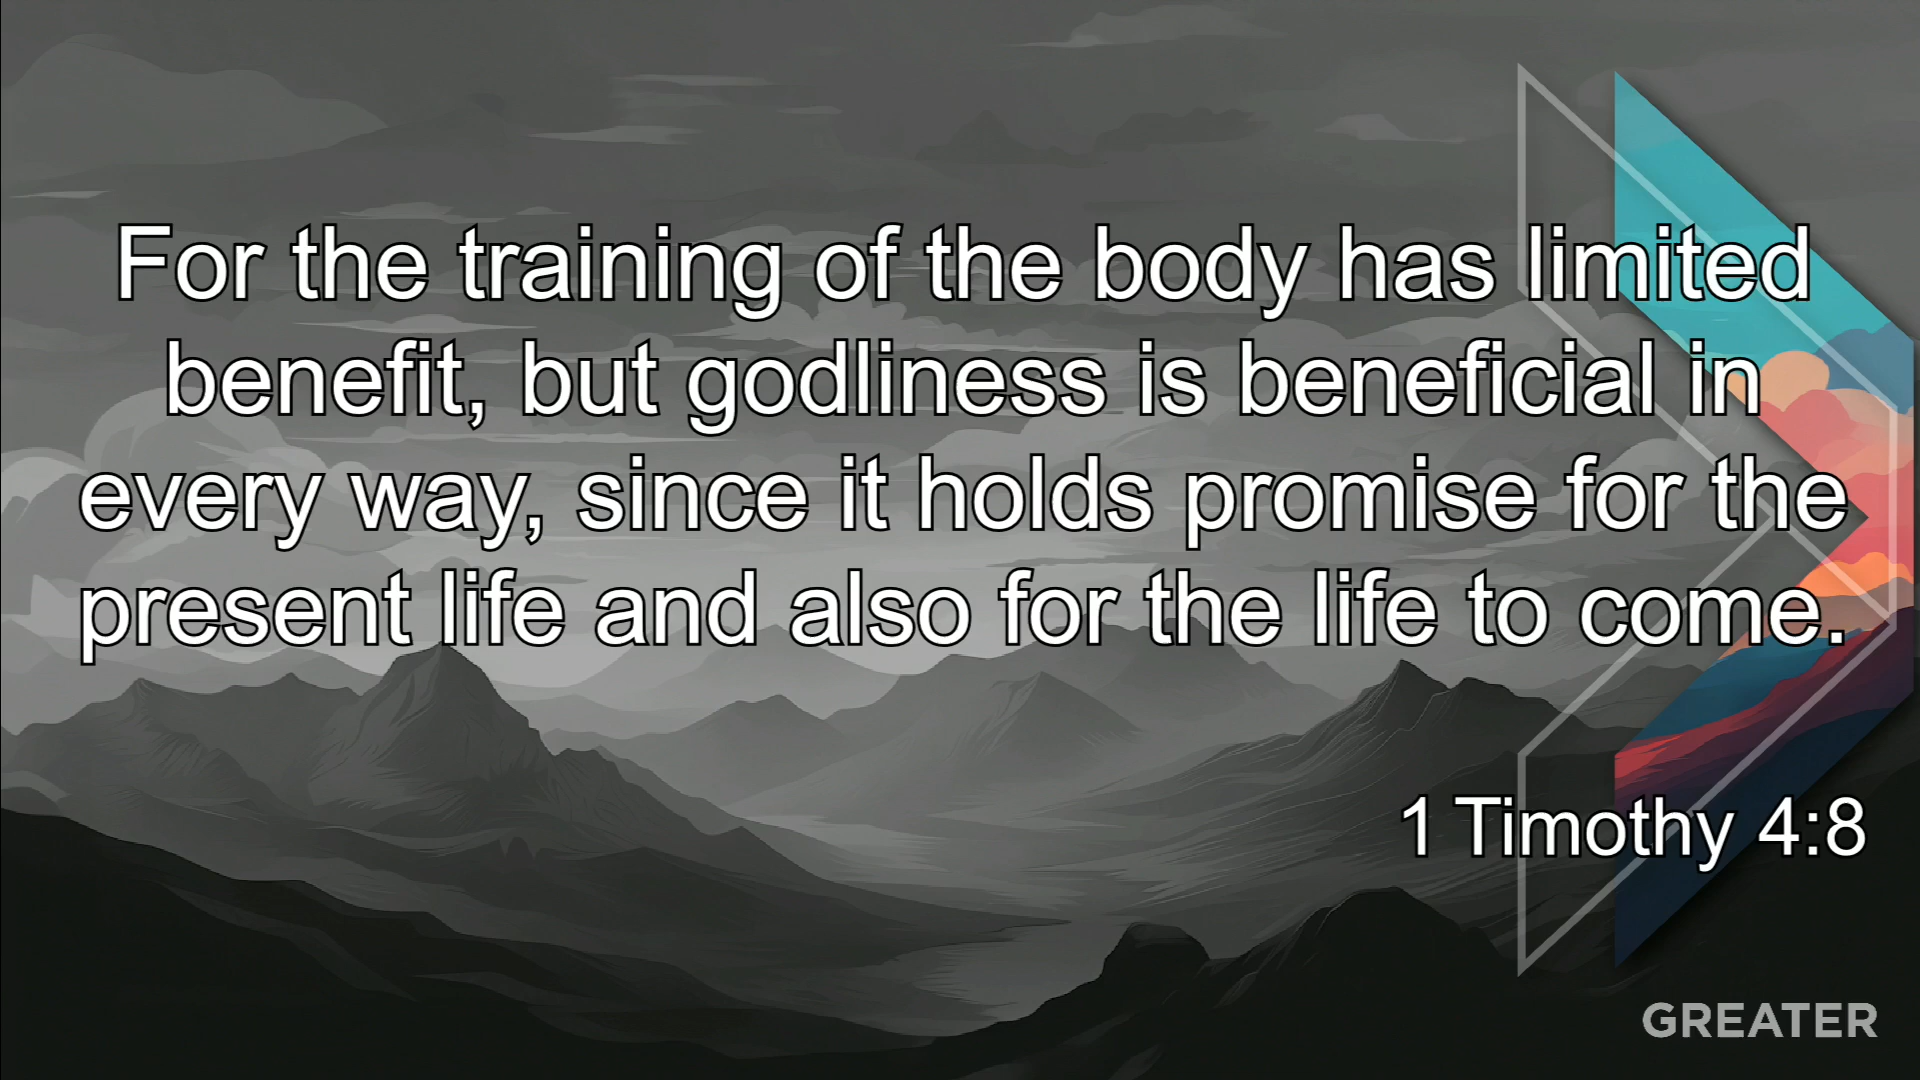 For the training of the body has limited
benefit, but godliness is beneficial in
every way, since it holds promise for the
present life and also for the life to come.
1 Timothy 4:8
GREATER